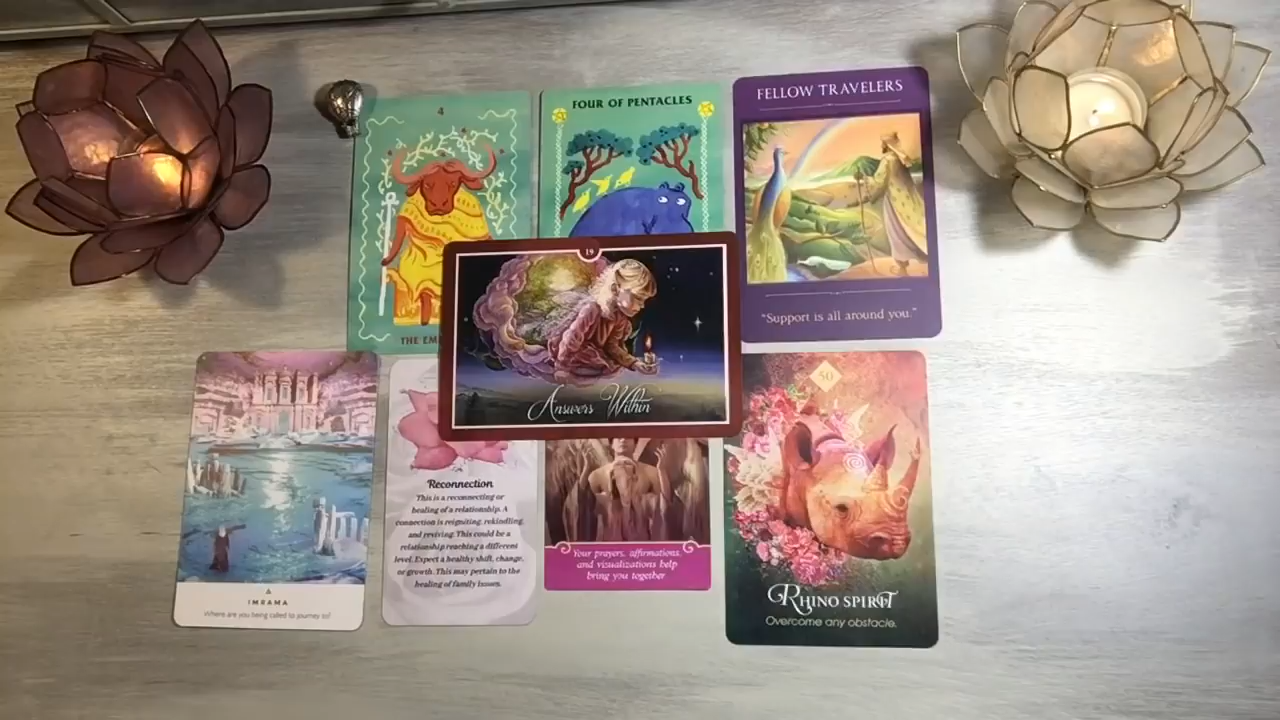 4
FOUR OF PENTACLES
FELLOW TRAVELERS
"Support is all around you."
THE EM
19
Answers Within
IMRAMA
Where are you being called to journey to?
Reconnection
This is a reconnecting or
healing of a relationship. A
connection is reigniting, rekindling,
and reviving. This could be a
relationship reaching a different
level. Expect a healthy shift, change,
or growth. This may pertain to the
healing of family issues.
Your prayers, affirmations,
and visualizations help
bring you together
50
RHINO SPIRIT
Overcome any obstacle.